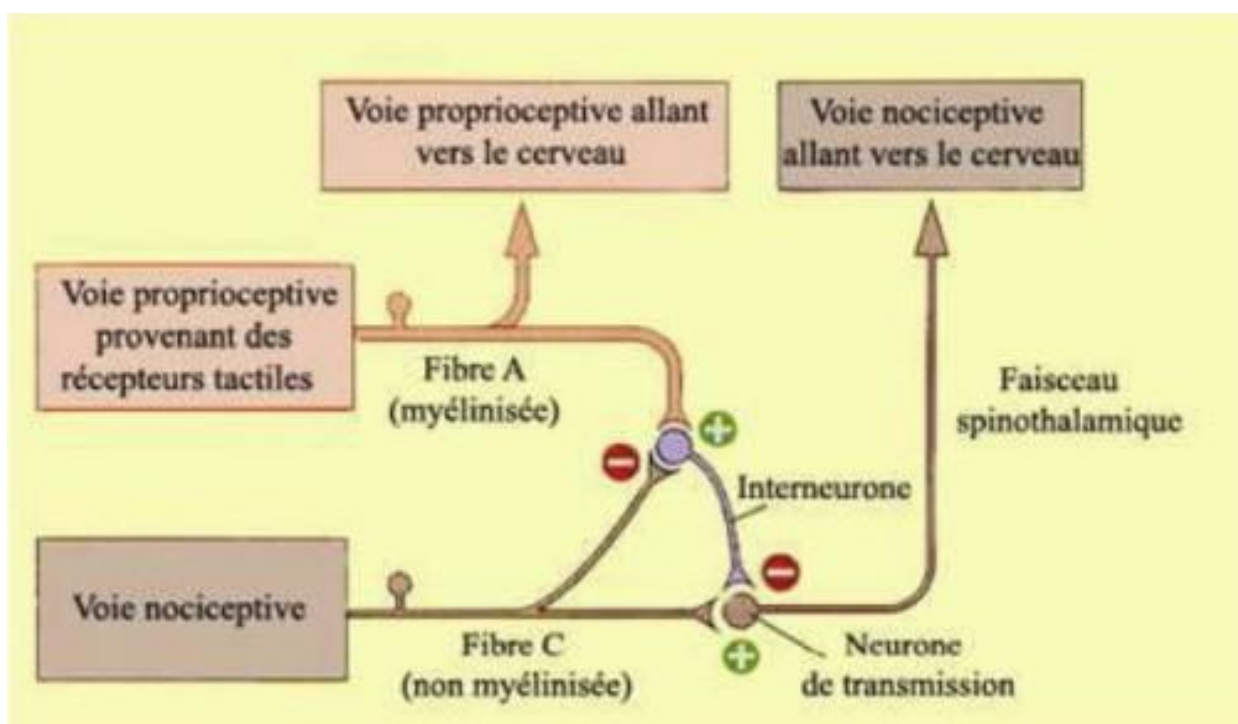 Voie proprioceptive allant
vers le cerveau
Voie nociceptive
allant vers le cerveau
Voie proprioceptive
provenant des
récepteurs tactiles
Fibre A
(myélinisée)
Faisceau
spinothalamique
Interneurone
Voie nociceptive
Fibre C
(non myélinisée)
Neurone
de transmission